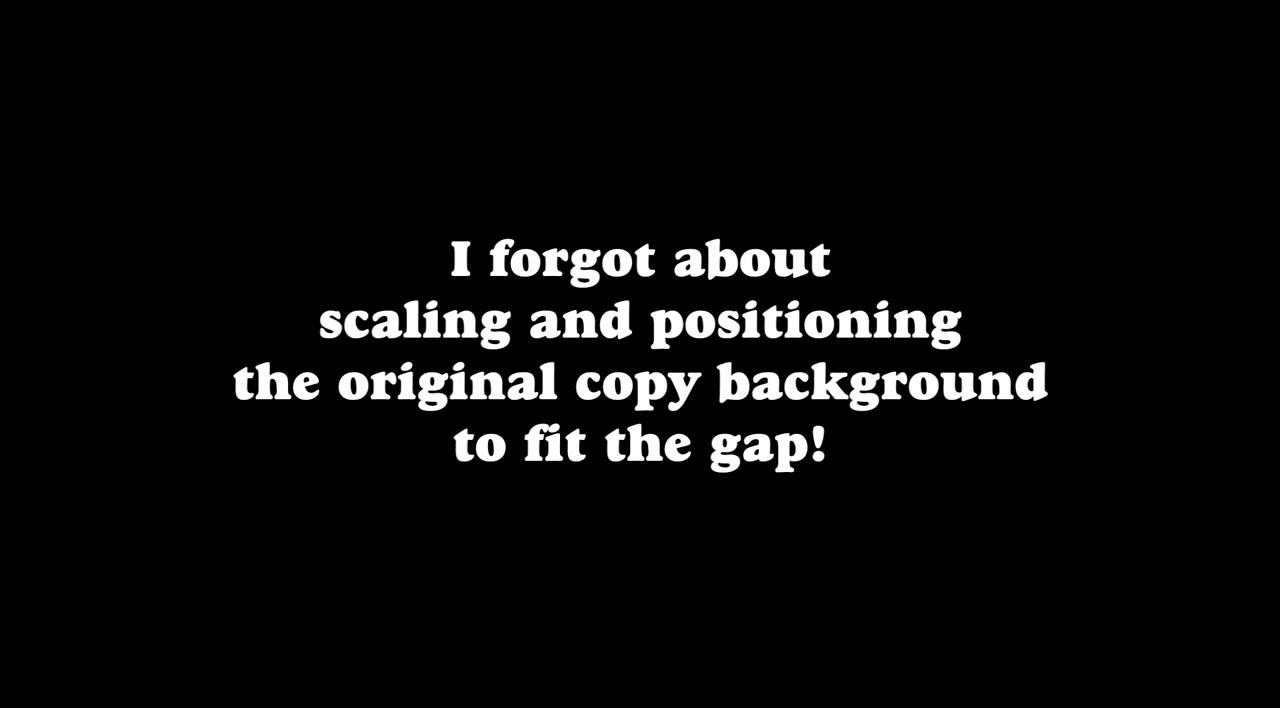 I forgot about
scaling and positioning
the original copy background
to fit the gap!